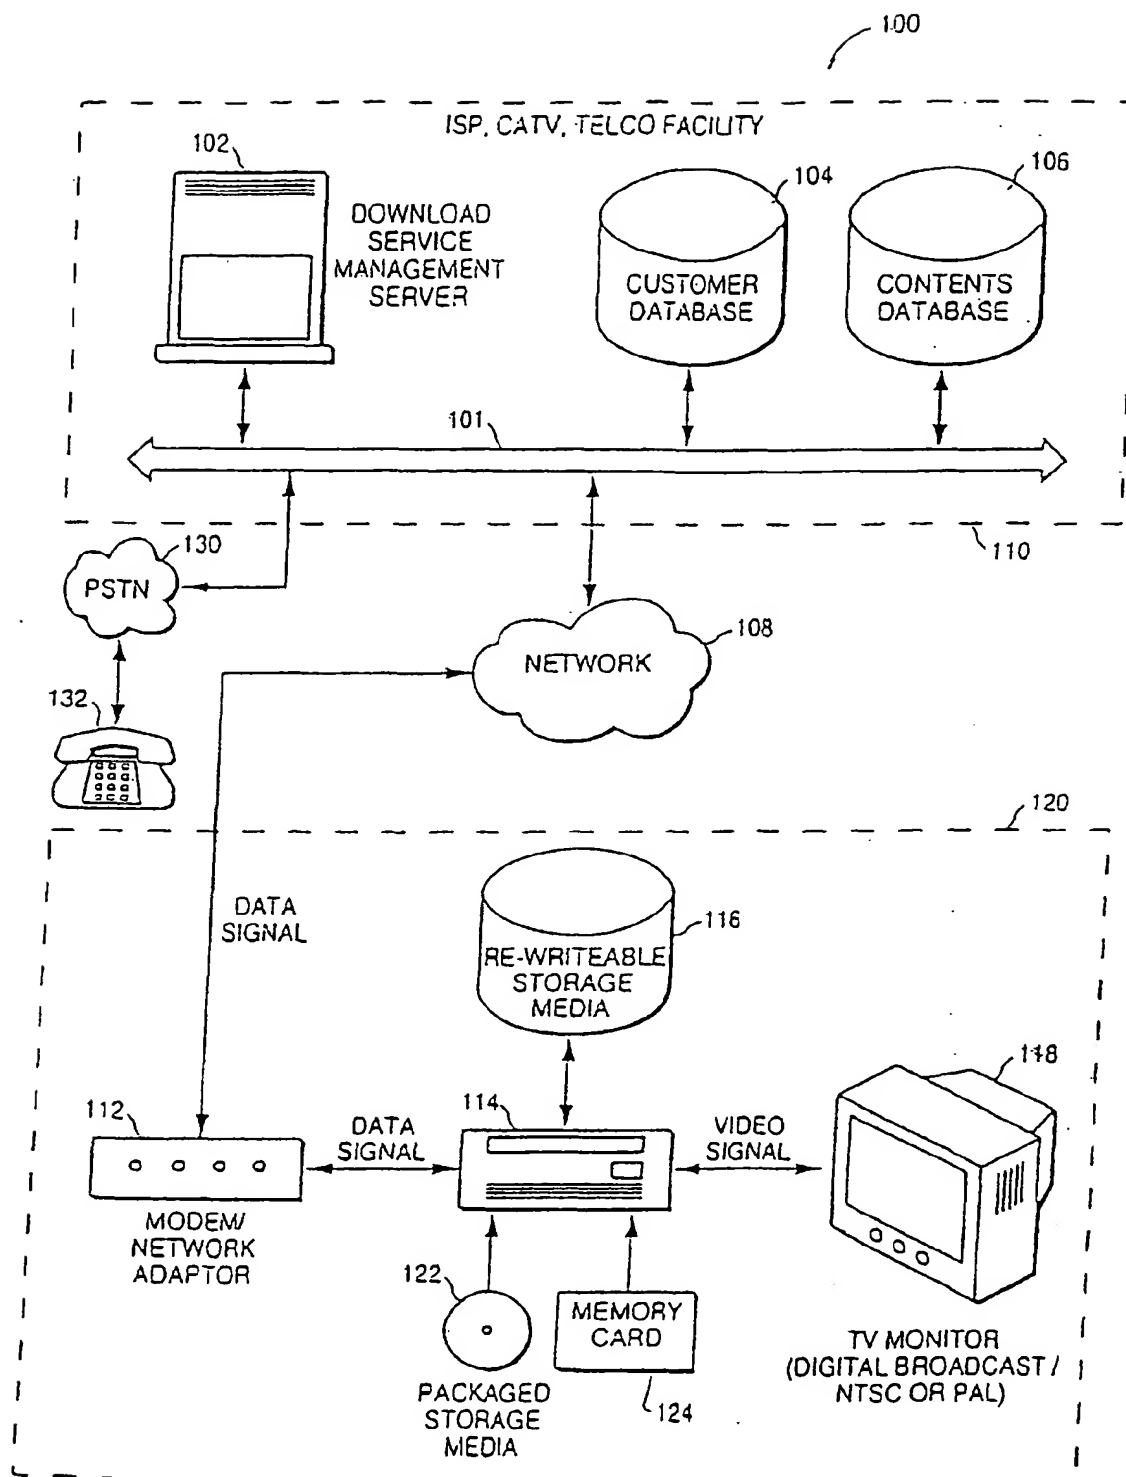 100
ISP, CATV, TELCO FACILITY
102
DOWNLOAD
SERVICE
MANAGEMENT
SERVER
104
CUSTOMER
DATABASE
106
CONTENTS
DATABASE
101
110
130
PSTN
108
NETWORK
132
120
DATA
SIGNAL
116
RE-WRITEABLE
STORAGE
MEDIA
118
112
DATA
SIGNAL
114
VIDEO
SIGNAL
MODEM/
NETWORK
ADAPTOR
122
MEMORY
CARD
124
PACKAGED
STORAGE
MEDIA
TV MONITOR
(DIGITAL BROADCAST /
NTSC OR PAL)